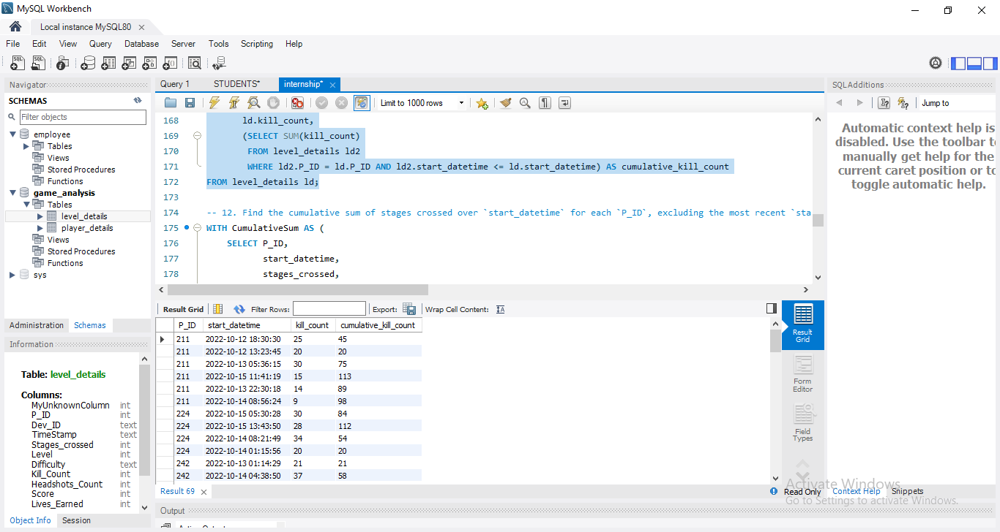 MySQL Workbench
Local instance MySQL80
File Edit View Query Database Server Tools Scripting Help
Navigator
SCHEMAS
Filter objects
employee
Tables
Views
Stored Procedures
Functions
game_analysis
Tables
level_details
player_details
Views
Stored Procedures
Functions
sys
Administration Schemas
Information
Table: level_details
Columns:
MyUnknownColumn int
P_ID int
Dev_ID text
TimeStamp text
Stages_crossed int
Level int
Difficulty text
Kill_Count int
Headshots_Count int
Score int
Lives_Earned int
Object Info Session
Query 1 STUDENTS* internship*
Limit to 1000 rows
168 ld.kill_count,
169 (SELECT SUM(kill_count)
170 FROM level_details ld2
171 WHERE ld2.P_ID = ld.P_ID AND ld2.start_datetime <= ld.start_datetime) AS cumulative_kill_count
172 FROM level_details ld;
173
174 -- 12. Find the cumulative sum of stages crossed over `start_datetime` for each `P_ID`, excluding the most recent `sta
175 WITH CumulativeSum AS (
176 SELECT P_ID,
177 start_datetime,
178 stages_crossed,
Result Grid Filter Rows: Export: Wrap Cell Content:
P_ID start_datetime kill_count cumulative_kill_count
211 2022-10-12 18:30:30 25 45
211 2022-10-12 13:23:45 20 20
211 2022-10-13 05:36:15 30 75
211 2022-10-15 11:41:19 15 113
211 2022-10-13 22:30:18 14 89
211 2022-10-14 08:56:24 9 98
224 2022-10-15 05:30:28 30 84
224 2022-10-15 13:43:50 28 112
224 2022-10-14 08:21:49 34 54
224 2022-10-14 01:15:56 20 20
242 2022-10-13 01:14:29 21 21
242 2022-10-14 04:38:50 37 58
Result Grid
Form Editor
Field Types
Result 69
Read Only
Output
SQLAdditions
Jump to
Automatic context help is
disabled. Use the toolbar t
manually get help for the
current caret position or to
toggle automatic help.
Context Help Snippets
Activate Windows
Go to Settings to activate Windows.